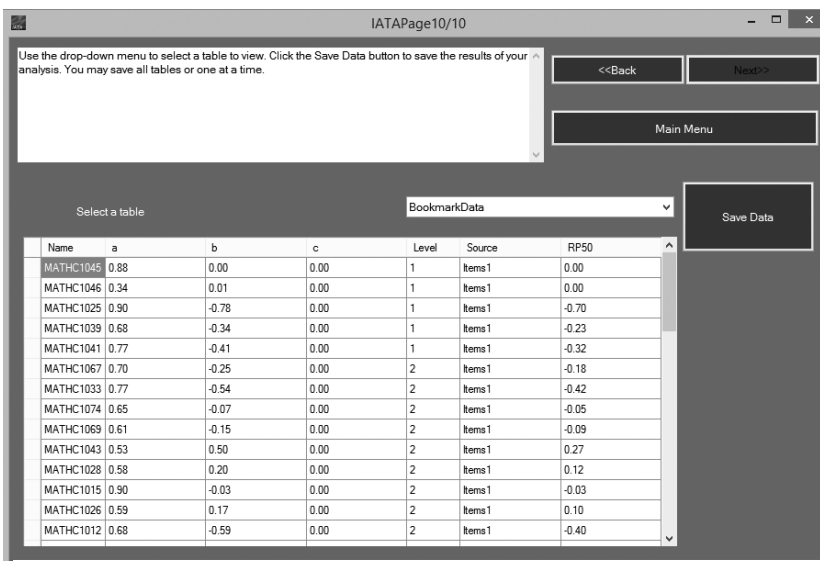 IATAPage10/10
Use the drop-down menu to select a table to view. Click the Save Data button to save the results of your
analysis. You may save all tables or one at a time.
<<Back
Next>>
Main Menu
Select a table
BookmarkData
Save Data
Name a b c Level Source RP50
MATHC1045 0.88 0.00 0.00 1 Items1 0.00
MATHC1046 0.34 0.01 0.00 1 Items1 0.00
MATHC1025 0.90 -0.78 0.00 1 Items1 -0.70
MATHC1039 0.68 -0.34 0.00 1 Items1 -0.23
MATHC1041 0.77 -0.41 0.00 1 Items1 -0.32
MATHC1067 0.70 -0.25 0.00 2 Items1 -0.18
MATHC1033 0.77 -0.54 0.00 2 Items1 -0.42
MATHC1074 0.65 -0.07 0.00 2 Items1 -0.05
MATHC1069 0.61 -0.15 0.00 2 Items1 -0.09
MATHC1043 0.53 0.50 0.00 2 Items1 0.27
MATHC1028 0.58 0.20 0.00 2 Items1 0.12
MATHC1015 0.90 -0.03 0.00 2 Items1 -0.03
MATHC1026 0.59 0.17 0.00 2 Items1 0.10
MATHC1012 0.68 -0.59 0.00 2 Items1 -0.40